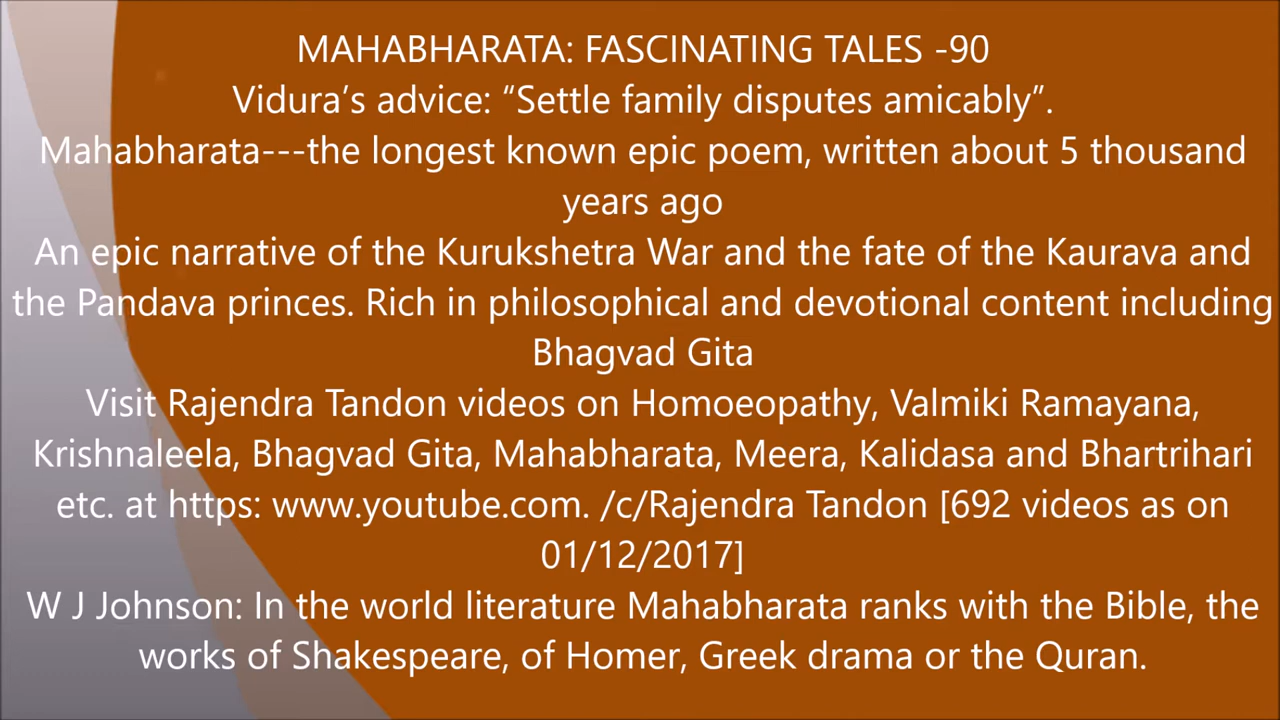 MAHABHARATA: FASCINATING TALES -90
Vidura’s advice: “Settle family disputes amicably”.
Mahabharata---the longest known epic poem, written about 5 thousand
years ago
An epic narrative of the Kurukshetra War and the fate of the Kaurava and
the Pandava princes. Rich in philosophical and devotional content including
Bhagvad Gita
Visit Rajendra Tandon videos on Homoeopathy, Valmiki Ramayana,
Krishnaleela, Bhagvad Gita, Mahabharata, Meera, Kalidasa and Bhartrihari
etc. at https: www.youtube.com. /c/Rajendra Tandon [692 videos as on
01/12/2017]
W J Johnson: In the world literature Mahabharata ranks with the Bible, the
works of Shakespeare, of Homer, Greek drama or the Quran.